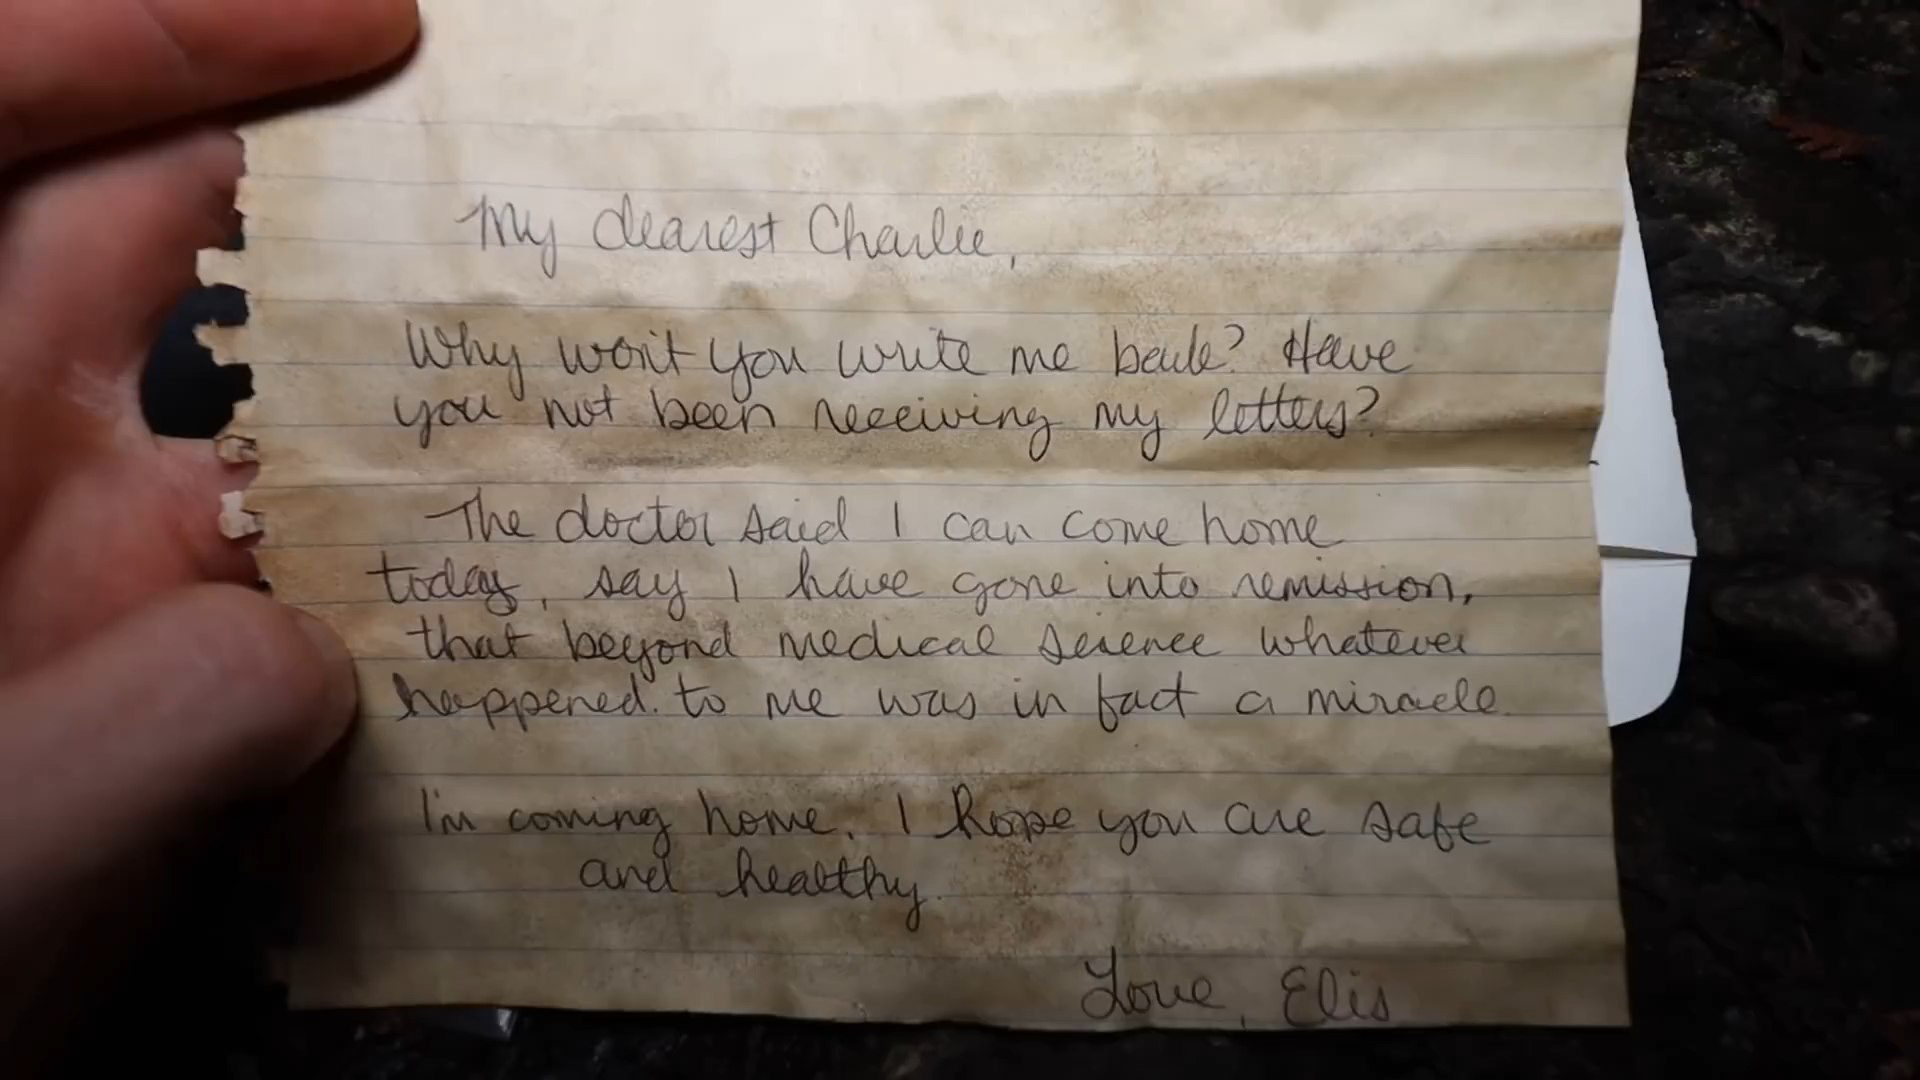 My dearest Charlie,
Why won't you write me back? Have
you not been receiving my letters?
The doctor said I can come home
today, say I have gone into remission,
that beyond medical science whatever
happened to me was in fact a miracle.
I'm coming home. I hope you are safe
and healthy.
Love, Elis